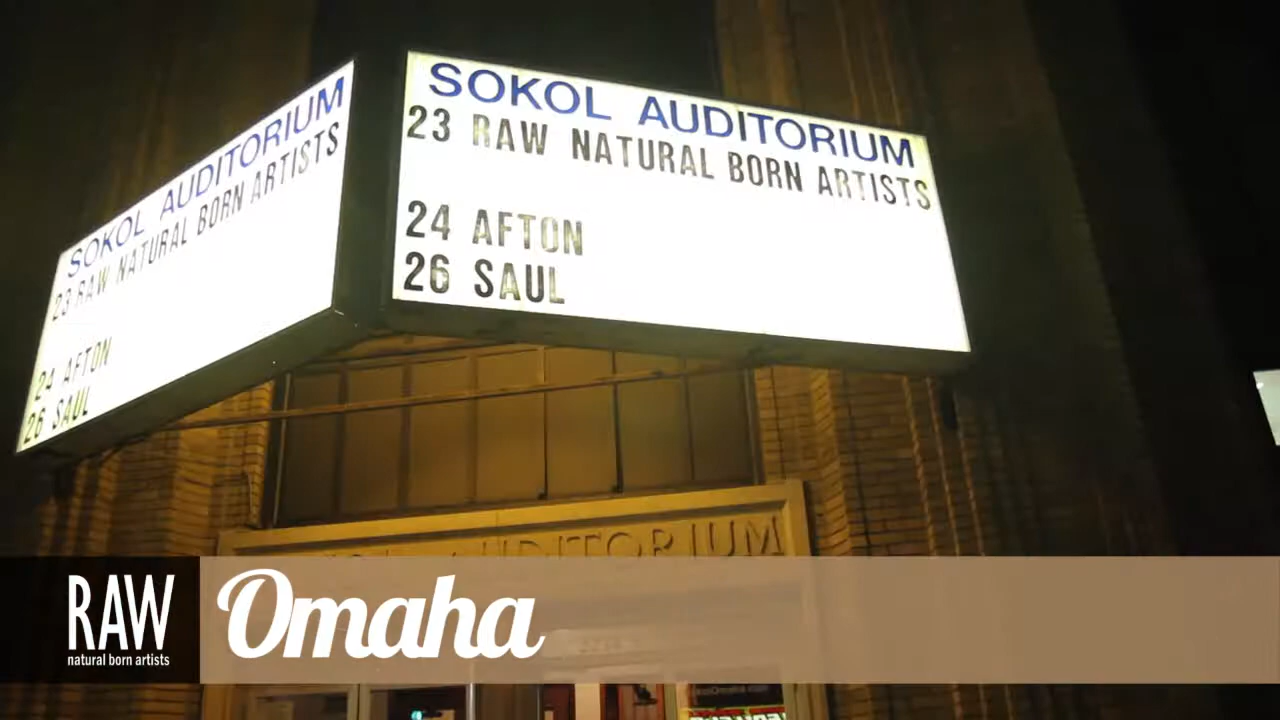 SOKOL AUDITORIUM
23 RAW NATURAL BORN ARTISTS
24 AFTON
26 SAUL
SOKOL AUDITORIUM
23 RAW NATURAL BORN ARTISTS
24 AFTON
26 SAUL
AUDITORIUM
RAW
natural born artists
Omaha